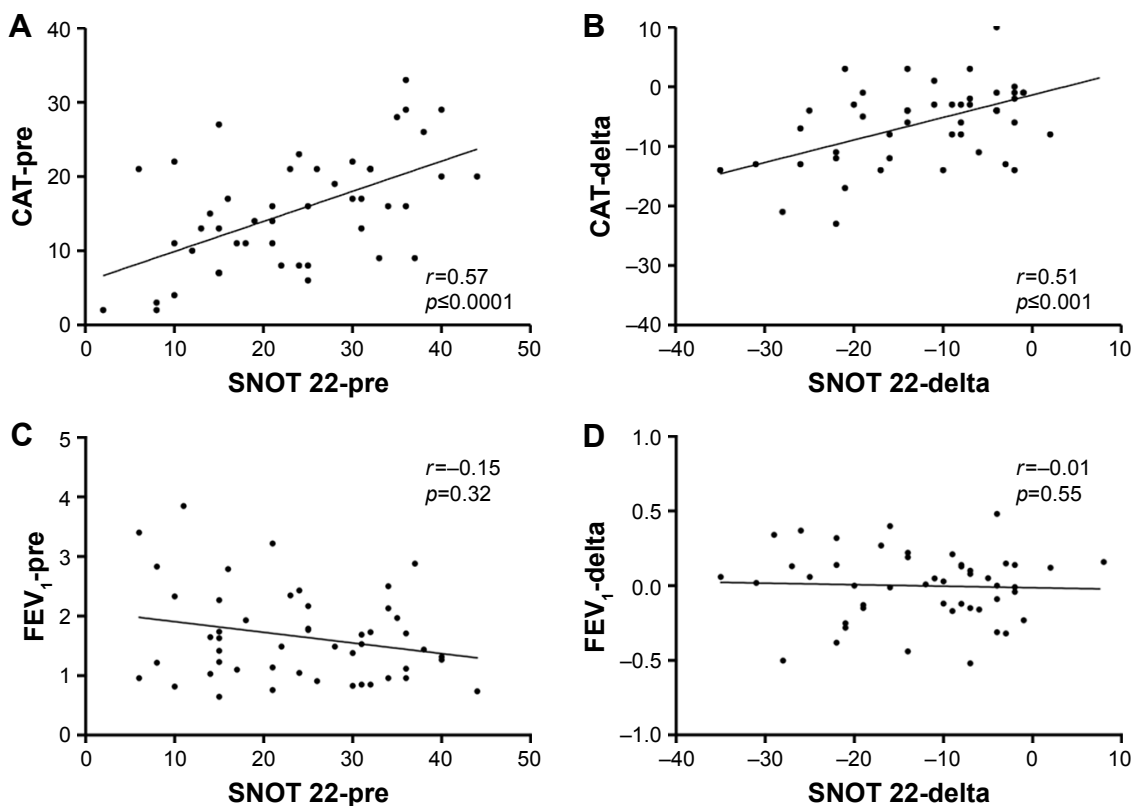 A
40
30
20
10
0
CAT-pre
0 10 20 30 40 50
SNOT 22-pre
r=0.57
p≤0.0001
B
10
0
–10
–20
–30
–40
CAT-delta
–40 –30 –20 –10 0 10
SNOT 22-delta
r=0.51
p≤0.001
C
5
4
3
2
1
0
FEV1-pre
0 10 20 30 40 50
SNOT 22-pre
r=–0.15
p=0.32
D
1.0
0.5
0.0
–0.5
–1.0
FEV1-delta
–40 –30 –20 –10 0 10
SNOT 22-delta
r=–0.01
p=0.55